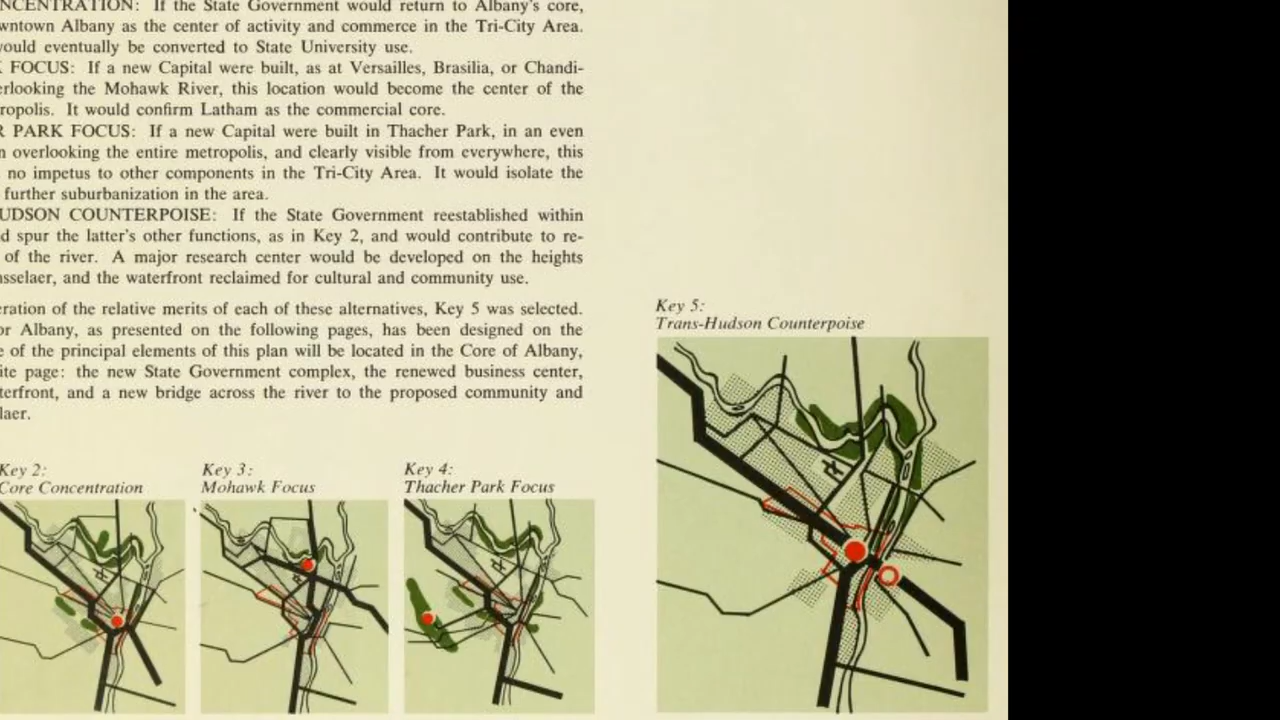 NCENTRATION: If the State Government would return to Albany's core,
wntown Albany as the center of activity and commerce in the Tri-City Area.
would eventually be converted to State University use.
K FOCUS: If a new Capital were built, as at Versailles, Brasilia, or Chandi-
erlooking the Mohawk River, this location would become the center of the
ropolis. It would confirm Latham as the commercial core.
R PARK FOCUS: If a new Capital were built in Thacher Park, in an even
n overlooking the entire metropolis, and clearly visible from everywhere, this
no impetus to other components in the Tri-City Area. It would isolate the
further suburbanization in the area.
UDSON COUNTERPOISE: If the State Government reestablished within
d spur the latter's other functions, as in Key 2, and would contribute to re-
of the river. A major research center would be developed on the heights
nsselaer, and the waterfront reclaimed for cultural and community use.
eration of the relative merits of each of these alternatives, Key 5 was selected.
or Albany, as presented on the following pages, has been designed on the
e of the principal elements of this plan will be located in the Core of Albany,
ite page: the new State Government complex, the renewed business center,
terfront, and a new bridge across the river to the proposed community and
laer.
Key 5:
Trans-Hudson Counterpoise
Key 2:
Core Concentration
Key 3:
Mohawk Focus
Key 4:
Thacher Park Focus